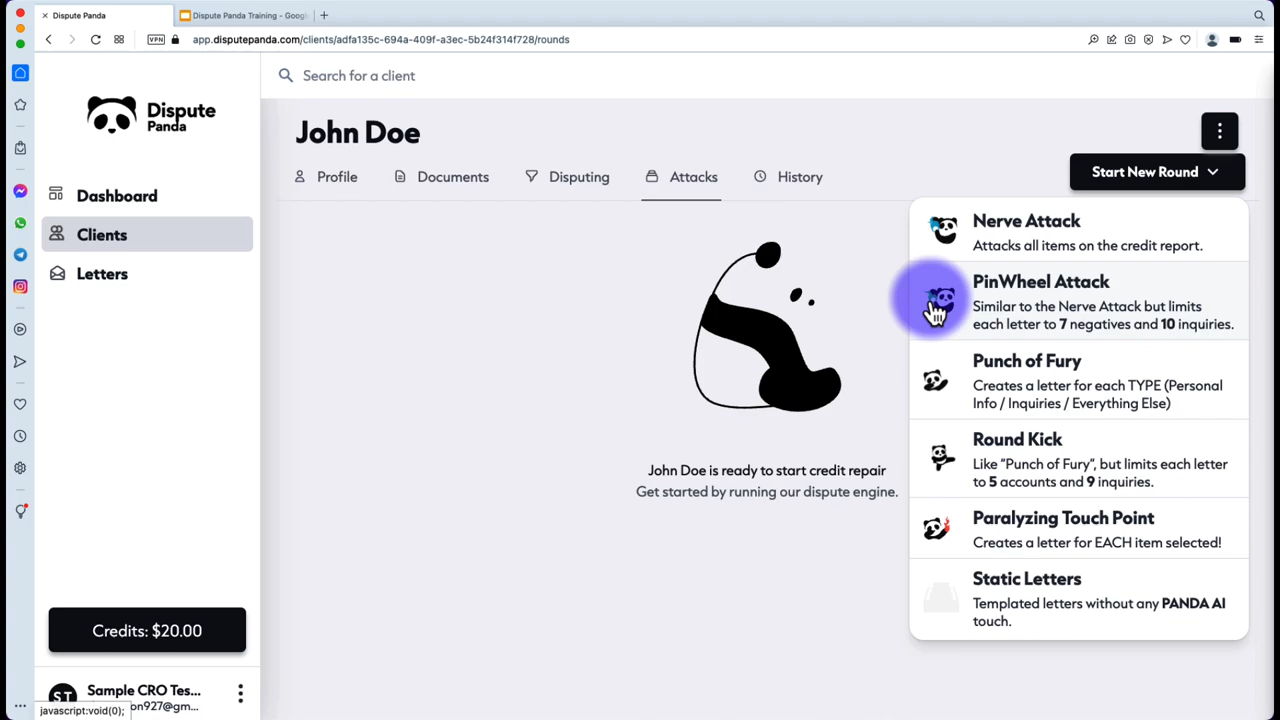 Dispute Panda
Dispute Panda Training - Goog
VPN
app.disputepanda.com/clients/adfa135c-694a-409f-a3ec-5b24f314f728/rounds
Dispute
Panda
Search for a client
John Doe
Profile
Documents
Disputing
Attacks
History
Start New Round
Dashboard
Clients
Letters
Nerve Attack
Attacks all items on the credit report.
PinWheel Attack
Similar to the Nerve Attack but limits
each letter to 7 negatives and 10 inquiries.
Punch of Fury
Creates a letter for each TYPE (Personal
Info / Inquiries / Everything Else)
Round Kick
Like “Punch of Fury”, but limits each letter
to 5 accounts and 9 inquiries.
Paralyzing Touch Point
Creates a letter for EACH item selected!
Static Letters
Templated letters without any PANDA AI
touch.
John Doe is ready to start credit repair
Get started by running our dispute engine.
Credits: $20.00
ST
Sample CRO Tes...
on927@gm...
javascript:void(0);